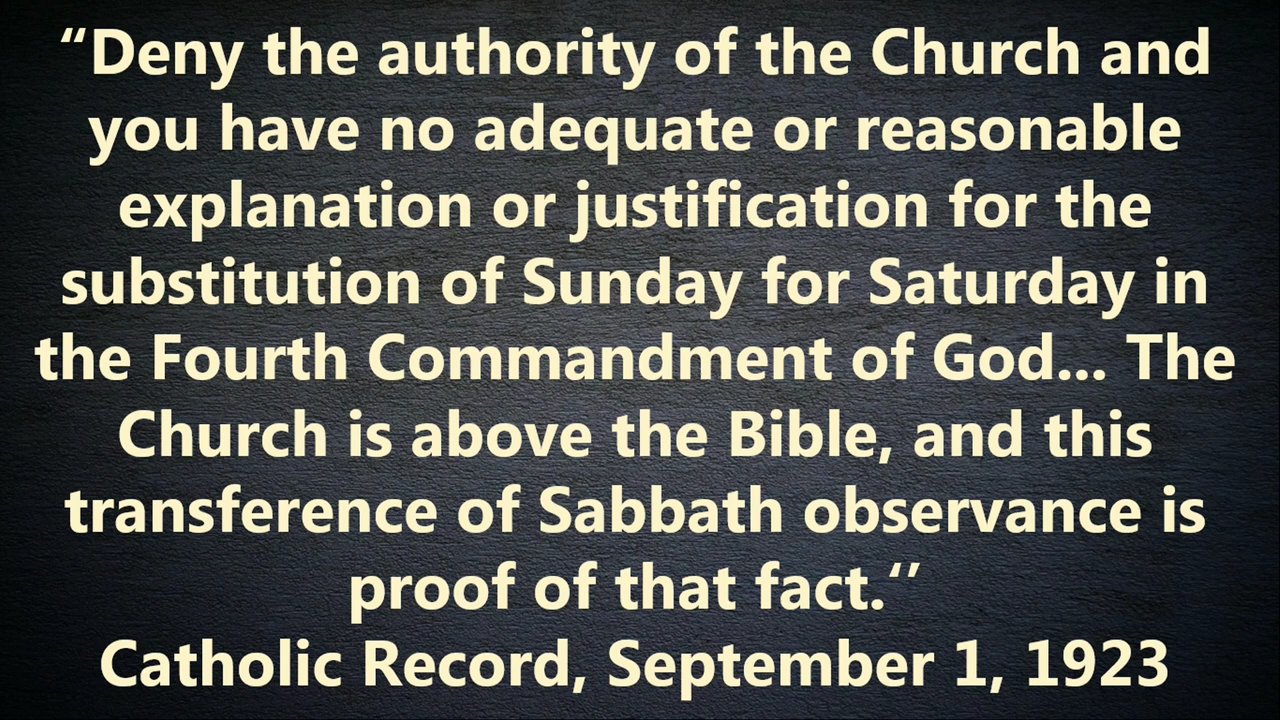 “Deny the authority of the Church and
you have no adequate or reasonable
explanation or justification for the
substitution of Sunday for Saturday in
the Fourth Commandment of God... The
Church is above the Bible, and this
transference of Sabbath observance is
proof of that fact.‘’
Catholic Record, September 1, 1923